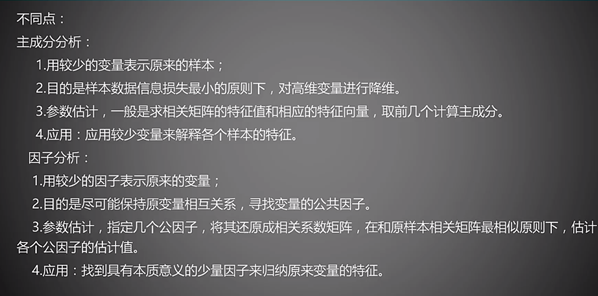 不同点：
主成分分析：
1.用较少的变量表示原来的样本；
2.目的是样本数据信息损失最小的原则下，对高维变量进行降维。
3.参数估计，一般是求相关矩阵的特征值和相应的特征向量，取前几个计算主成分。
4.应用：应用较少变量来解释各个样本的特征。
因子分析：
1.用较少的因子表示原来的变量；
2.目的是尽可能保持原变量相互关系，寻找变量的公共因子。
3.参数估计，指定几个公因子，将其还原成相关系数矩阵，在和原样本相关矩阵最相似原则下，估计
各个公因子的估计值。
4.应用：找到具有本质意义的少量因子来归纳原来变量的特征。